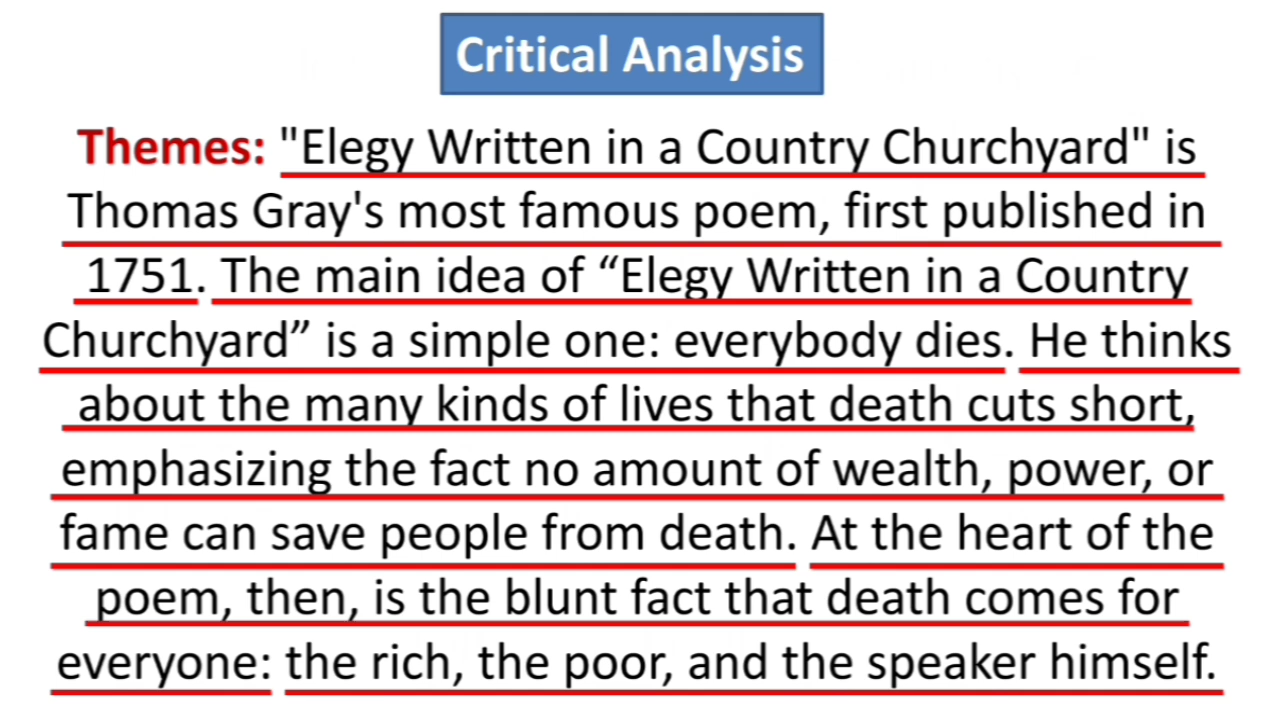 Critical Analysis
Themes: "Elegy Written in a Country Churchyard" is
Thomas Gray's most famous poem, first published in
1751. The main idea of “Elegy Written in a Country
Churchyard” is a simple one: everybody dies. He thinks
about the many kinds of lives that death cuts short,
emphasizing the fact no amount of wealth, power, or
fame can save people from death. At the heart of the
poem, then, is the blunt fact that death comes for
everyone: the rich, the poor, and the speaker himself.